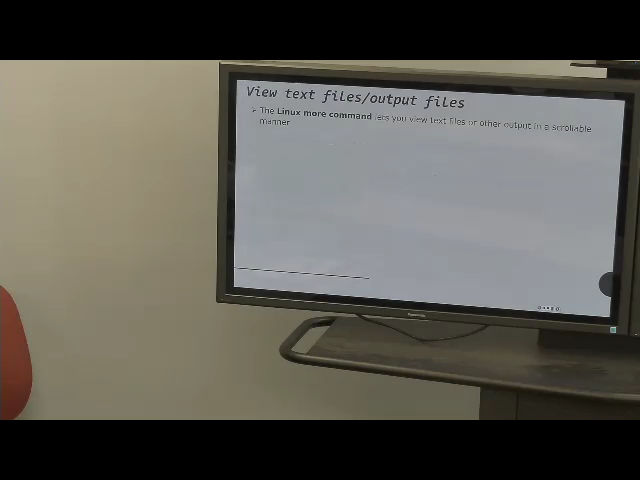 View text files/output files
➢ The Linux more command lets you view text files or other output in a scrollable
manner